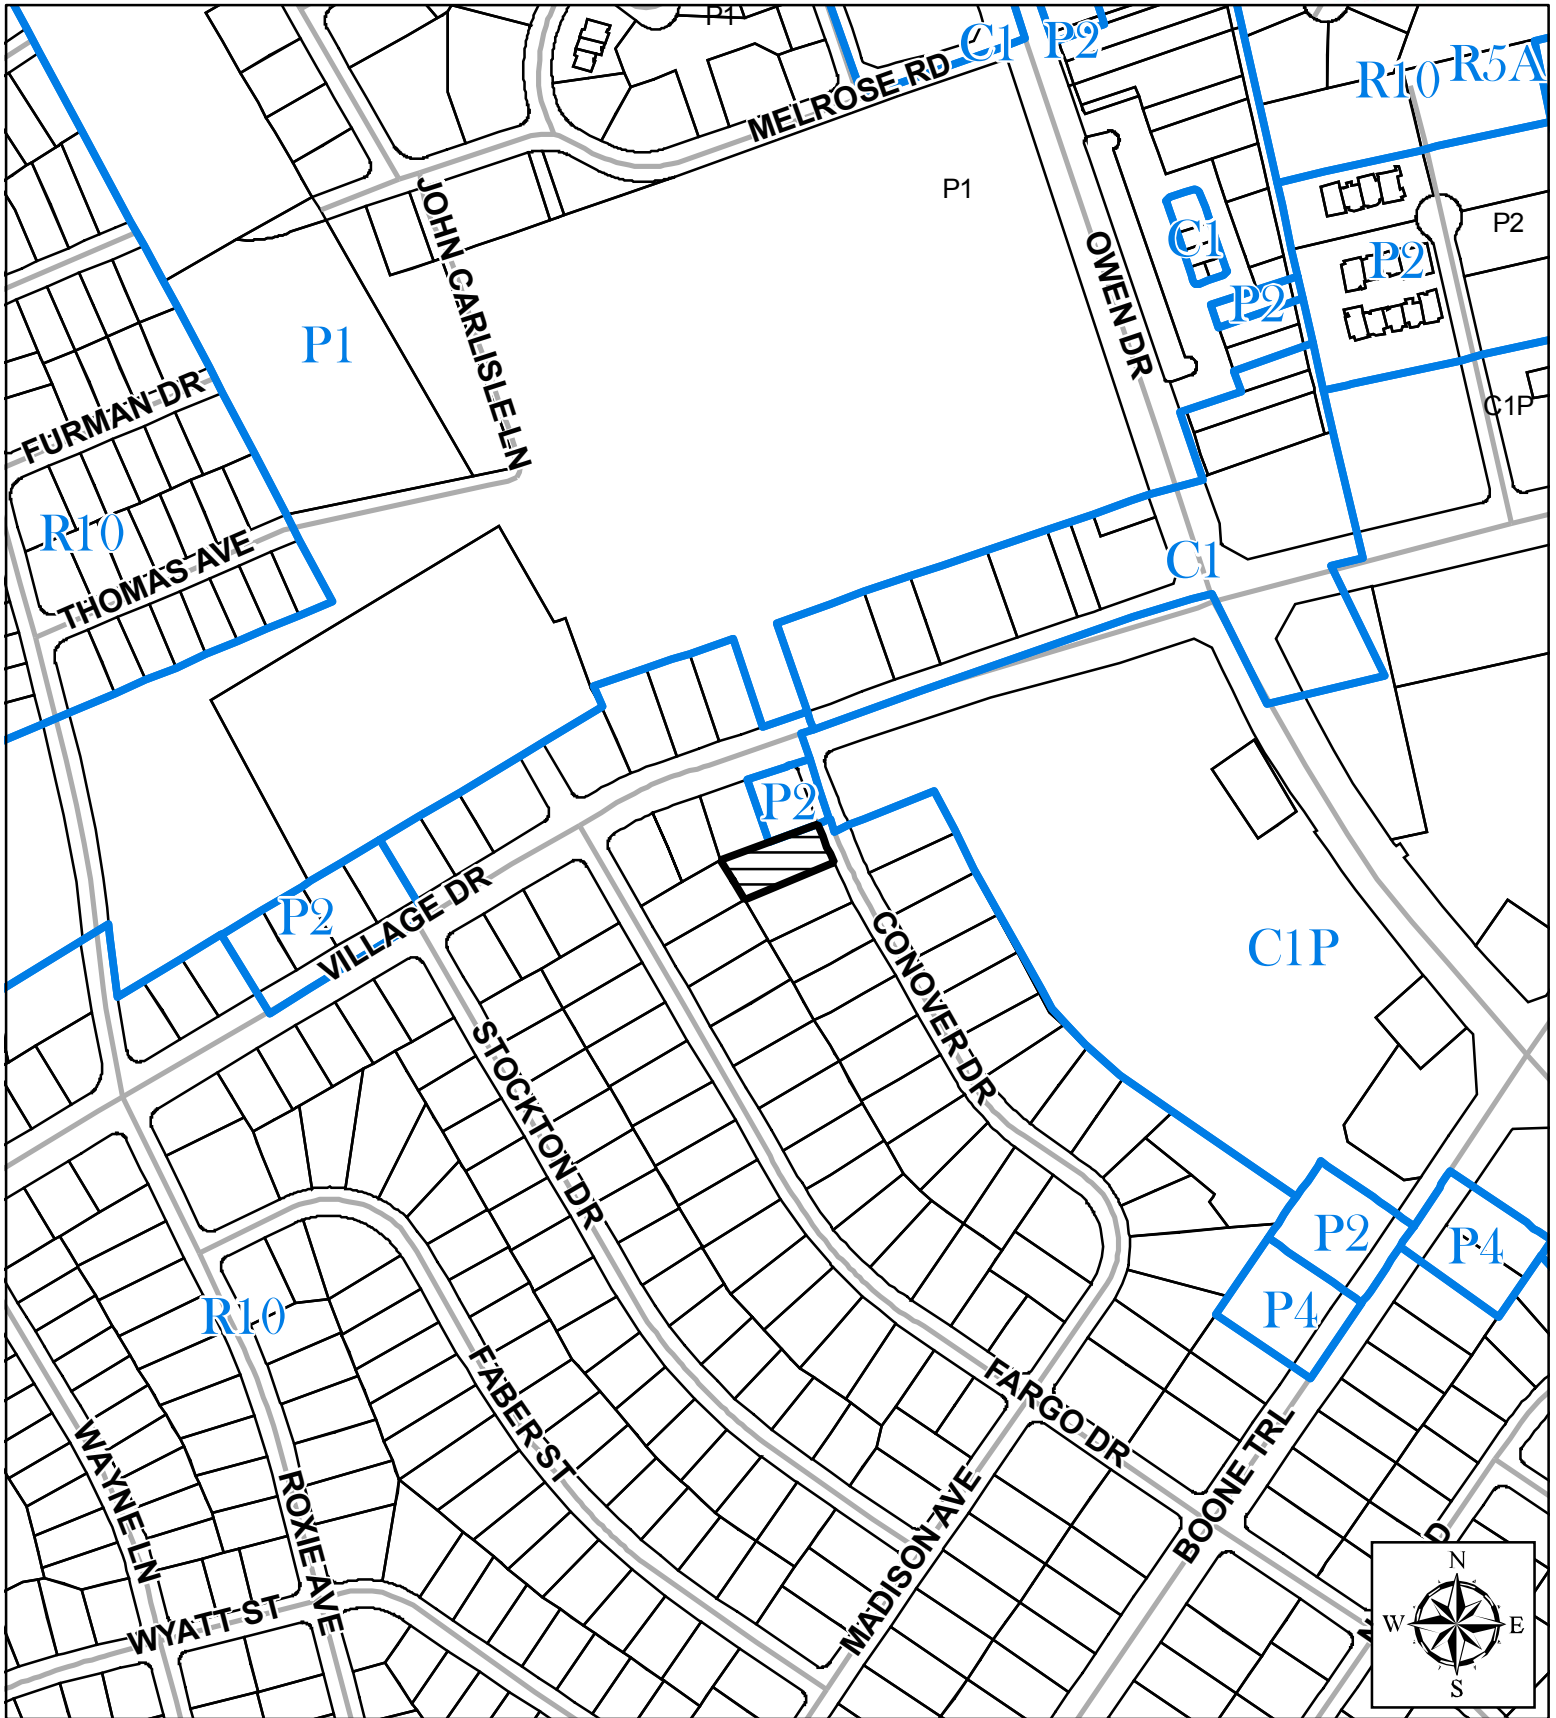 P1
C1
P2
R10
R5A
MELROSE RD
P1
JOHN CARLISLE LN
OWEN DR
C1
P2
P2
P2
P1
FURMAN DR
C1P
R10
THOMAS AVE
C1
P2
P2
VILLAGE DR
CONOVER DR
C1P
STOCKTON DR
P2
P4
P4
R10
FABER ST
FARGO DR
WAYNE LN
ROXIE AVE
MADISON AVE
BOONE TRL
WYATT ST
N
W
E
S